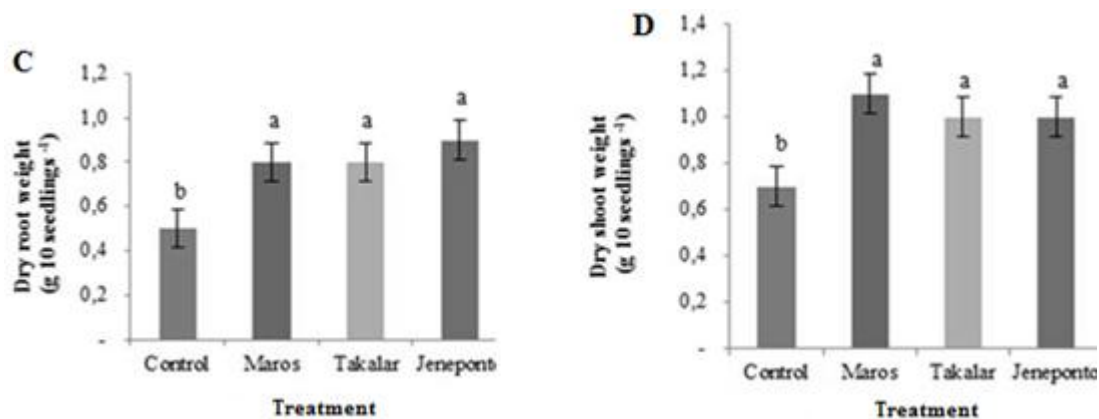 C
Dry root weight
(g 10 seedlings -1)
1,2
1,0
0,8
0,6
0,4
0,2
-
b
a
a
a
Control Maros Takalar Jeneponto
Treatment
D
Dry shoot weight
(g 10 seedlings -1)
1,4
1,2
1,0
0,8
0,6
0,4
0,2
-
b
a
a
a
Control Maros Takalar Jeneponto
Treatment